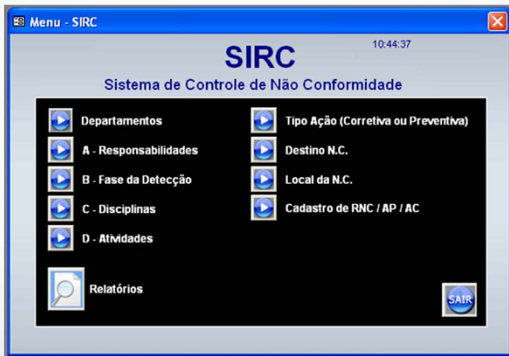 Menu - SIRC
10:44:37
SIRC
Sistema de Controle de Não Conformidade
Departamentos
A - Responsabilidades
B - Fase da Detecção
C - Disciplinas
D - Atividades
Tipo Ação (Corretiva ou Preventiva)
Destino N.C.
Local da N.C.
Cadastro de RNC / AP / AC
Relatórios
SAIR